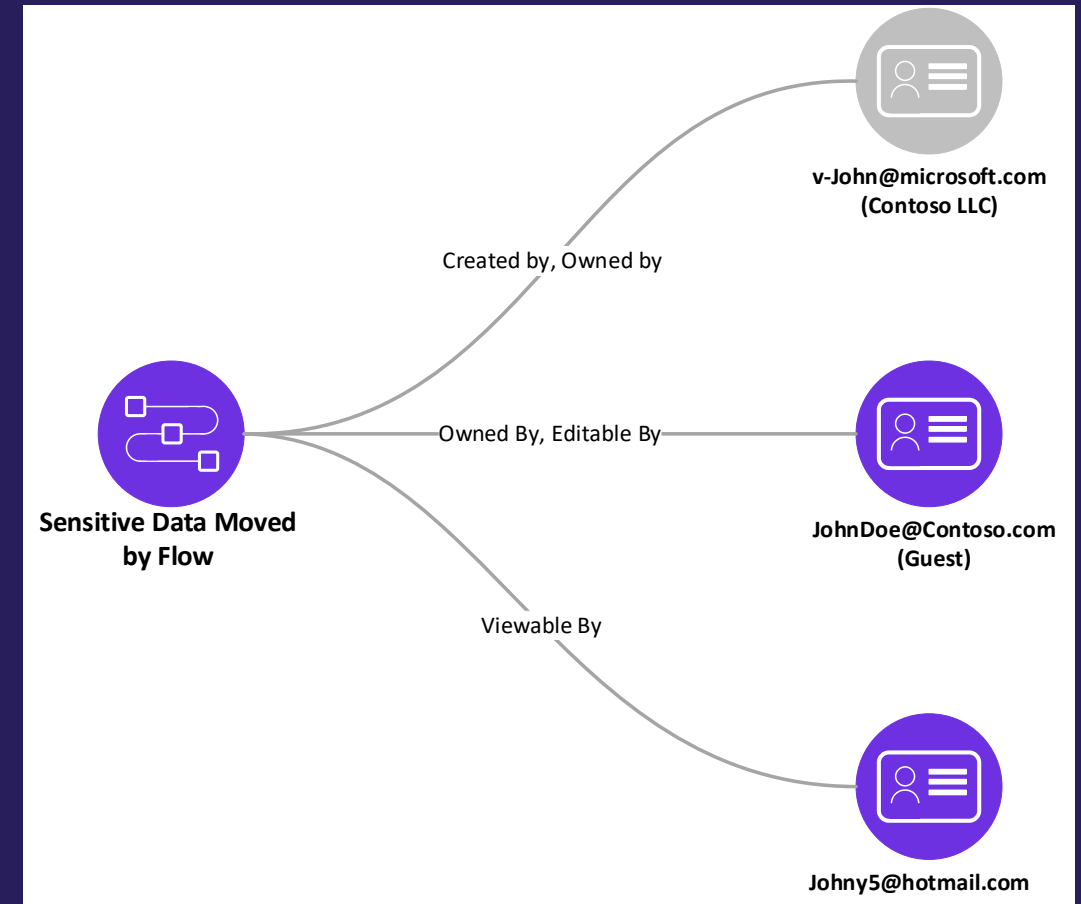 v-John@microsoft.com
(Contoso LLC)
Created by, Owned by
Owned By, Editable By
Sensitive Data Moved
by Flow
JohnDoe@Contoso.com
(Guest)
Viewable By
Johny5@hotmail.com